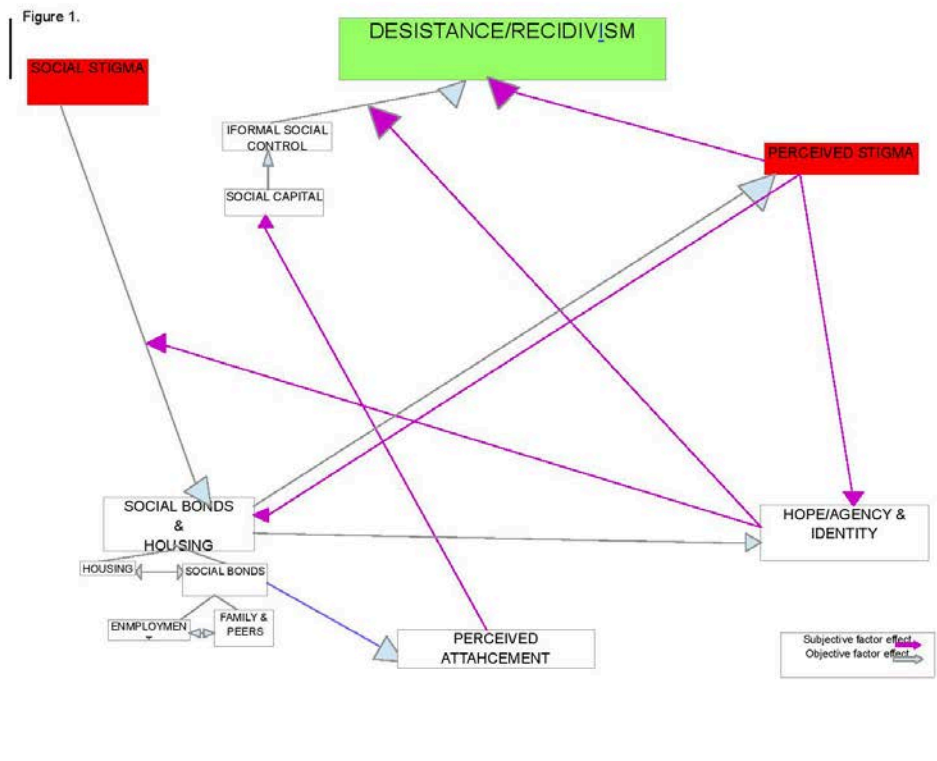 Figure 1.
DESISTANCE/RECIDIVISM
SOCIAL STIGMA
IFORMAL SOCIAL
CONTROL
PERCEIVED STIGMA
SOCIAL CAPITAL
SOCIAL BONDS
&
HOUSING
HOPE/AGENCY &
IDENTITY
HOUSING
SOCIAL BONDS
ENMPLOYMEN
FAMILY &
PEERS
PERCEIVED
ATTAHCEMENT
Subjective factor effect
Objective factor effect